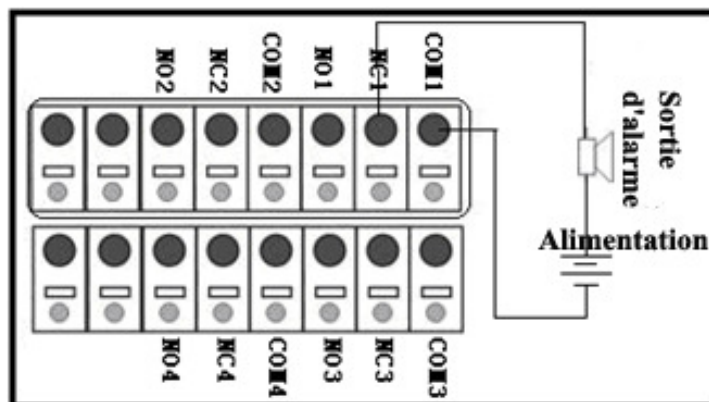 NO2
NC2
COM2
NO1
NC1
COM1
Sortie
d'alarme
Alimentation
NO4
NC4
COM4
NO3
NC3
COM3